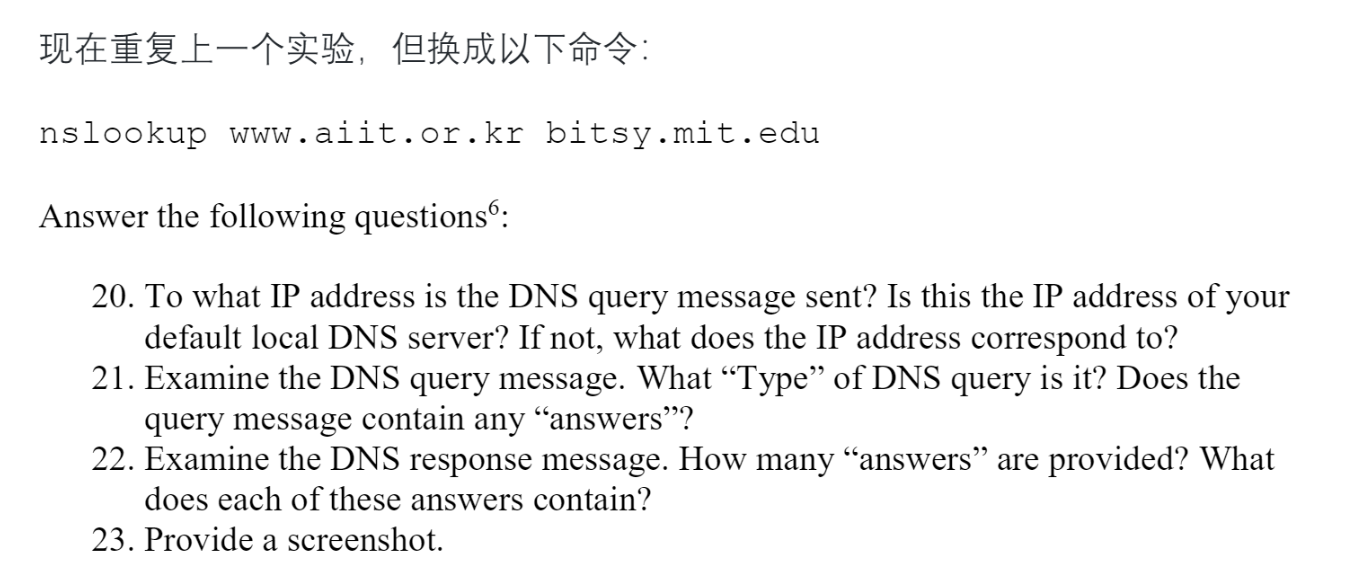 现在重复上一个实验，但换成以下命令：
nslookup www.aiit.or.kr bitsy.mit.edu
Answer the following questions⁶:
20. To what IP address is the DNS query message sent? Is this the IP address of your
default local DNS server? If not, what does the IP address correspond to?
21. Examine the DNS query message. What “Type” of DNS query is it? Does the
query message contain any “answers”?
22. Examine the DNS response message. How many “answers” are provided? What
does each of these answers contain?
23. Provide a screenshot.